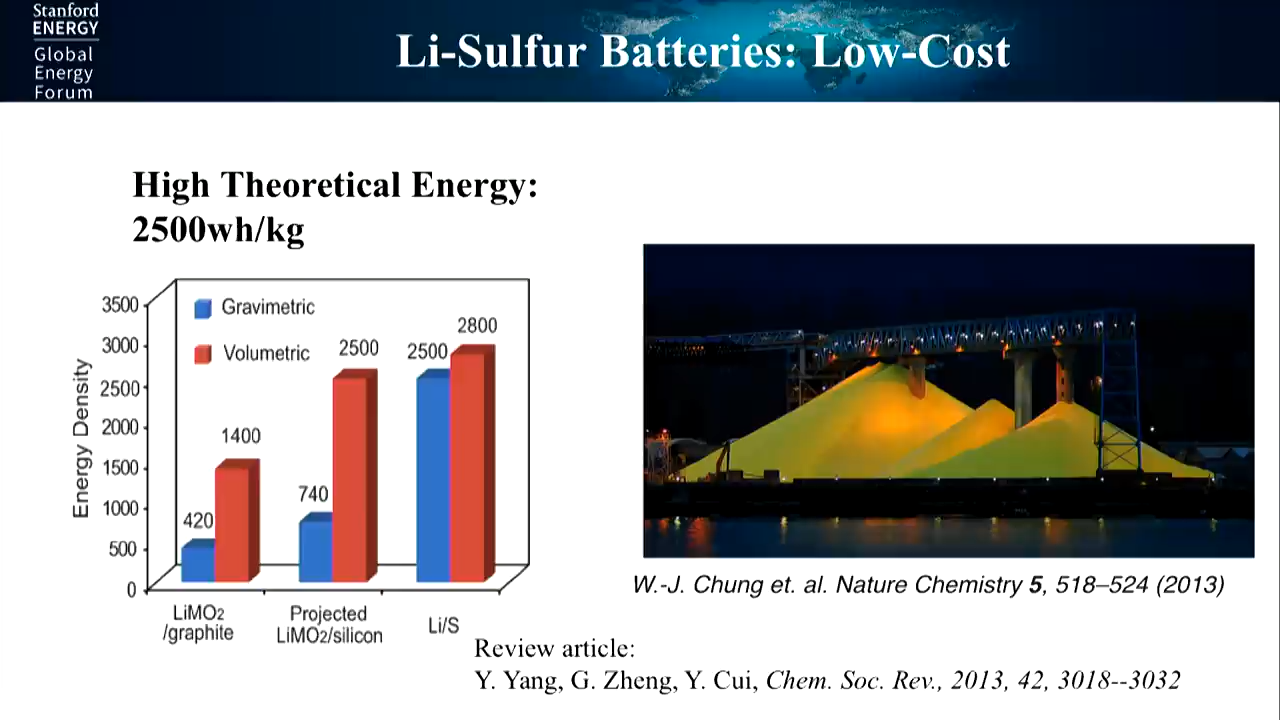 Stanford
ENERGY
Global
Energy
Forum
Li-Sulfur Batteries: Low-Cost
High Theoretical Energy:
2500wh/kg
Energy Density
3500
3000
2500
2000
1500
1000
500
0
Gravimetric
Volumetric
420
1400
740
2500
2500
2800
LiMO2
/graphite
Projected
LiMO2/silicon
Li/S
W.-J. Chung et. al. Nature Chemistry 5, 518–524 (2013)
Review article:
Y. Yang, G. Zheng, Y. Cui, Chem. Soc. Rev., 2013, 42, 3018--3032